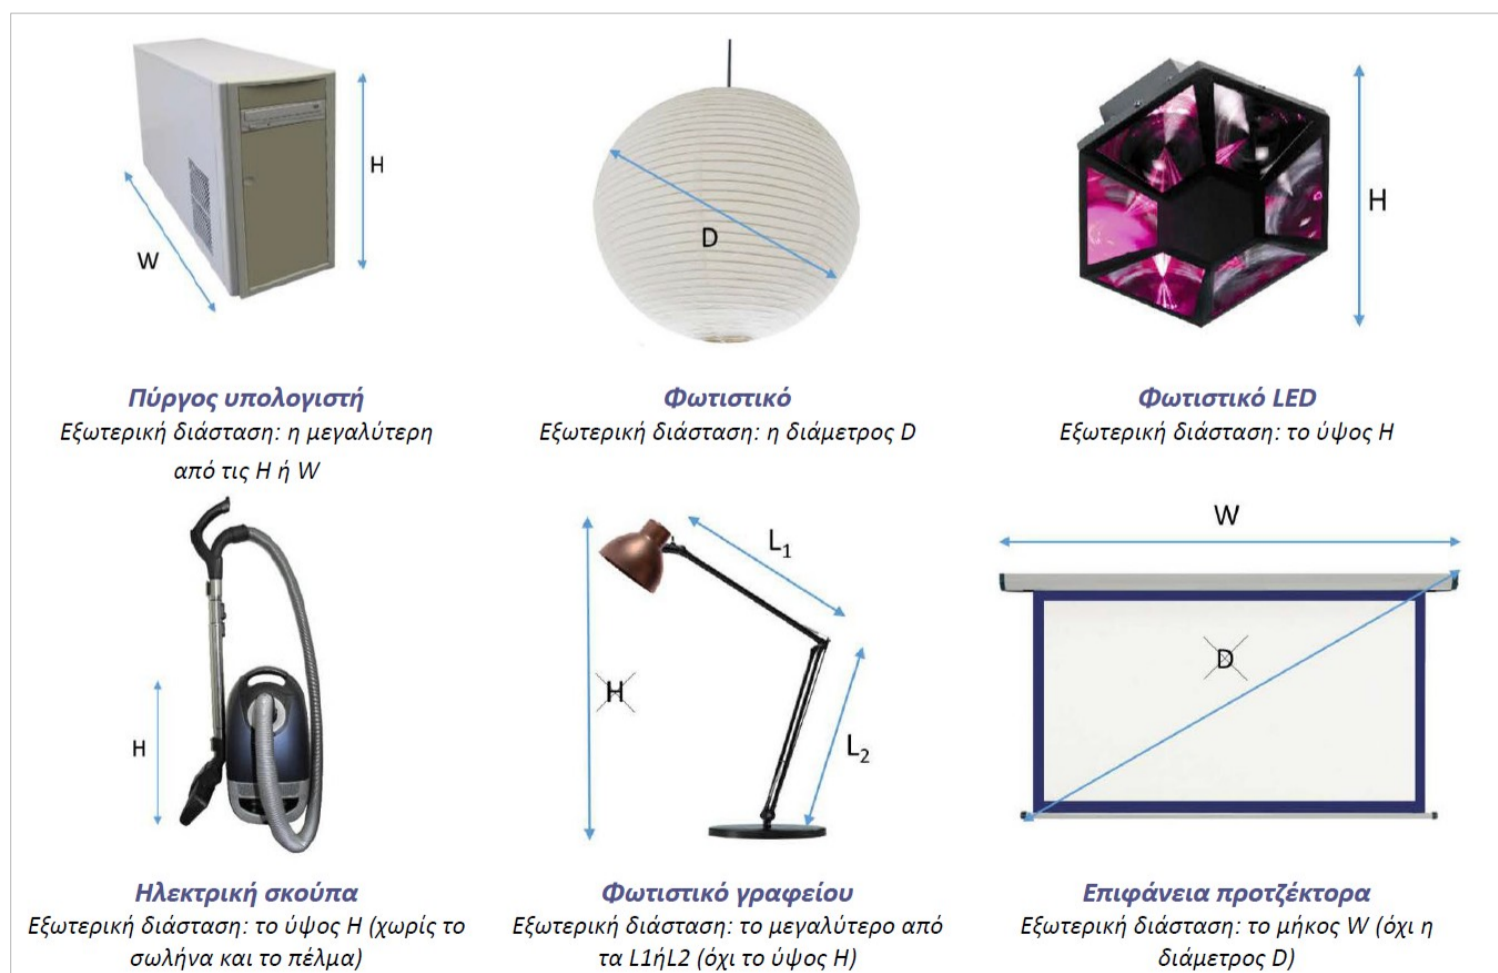 H
W
D
H
Πύργος υπολογιστή
Εξωτερική διάσταση: η μεγαλύτερη
από τις H ή W
Φωτιστικό
Εξωτερική διάσταση: η διάμετρος D
Φωτιστικό LED
Εξωτερική διάσταση: το ύψος H
H
H
L1
L2
W
D
Ηλεκτρική σκούπα
Εξωτερική διάσταση: το ύψος H (χωρίς το
σωλήνα και το πέλμα)
Φωτιστικό γραφείου
Εξωτερική διάσταση: το μεγαλύτερο από
τα L1ήL2 (όχι το ύψος H)
Επιφάνεια προτζέκτορα
Εξωτερική διάσταση: το μήκος W (όχι η
διάμετρος D)